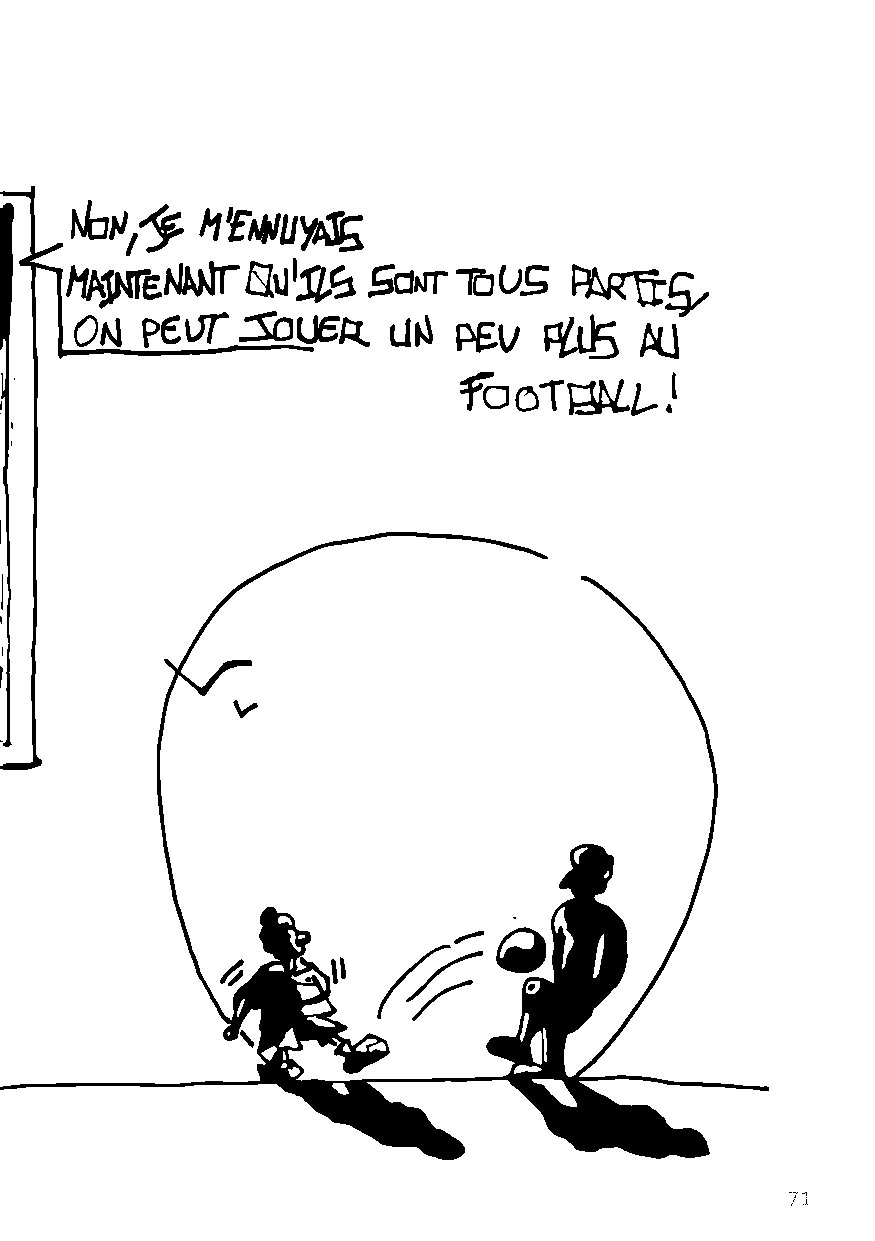 NON, JE M'ENNUYAIS
MAINTENANT QU'ILS SONT TOUS PARTIS,
ON PEUT JOUER UN PEU PLUS AU
FOOTBALL!
71